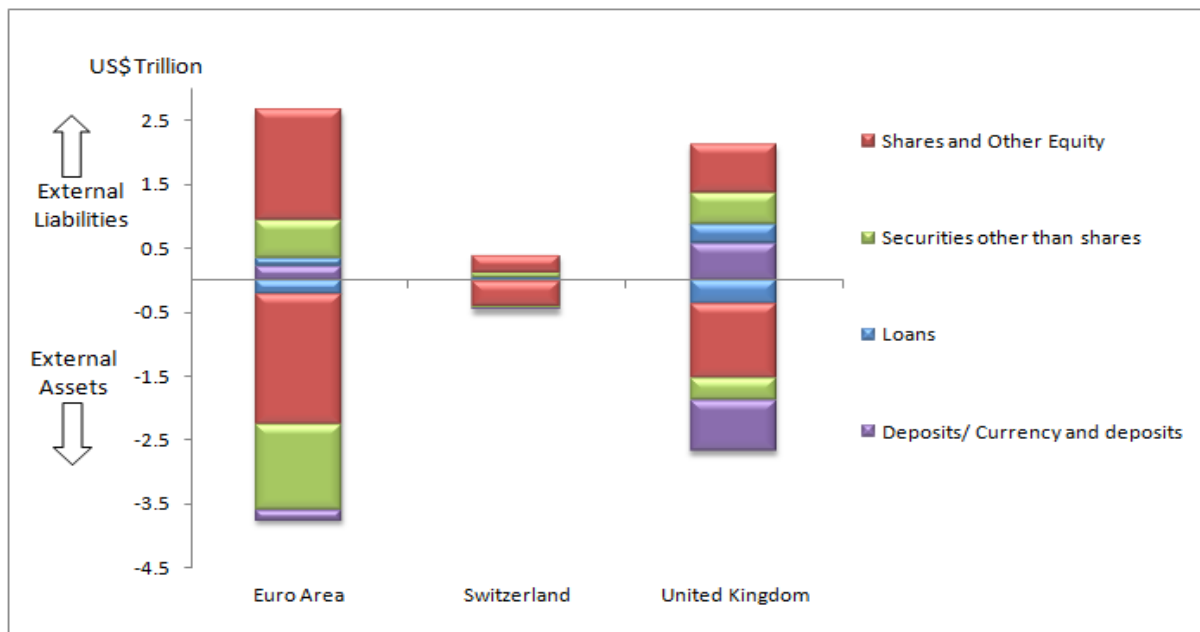 US$ Trillion
2.5
1.5
0.5
-0.5
-1.5
-2.5
-3.5
-4.5
External
Liabilities
External
Assets
Euro Area
Switzerland
United Kingdom
Shares and Other Equity
Securities other than shares
Loans
Deposits/ Currency and deposits